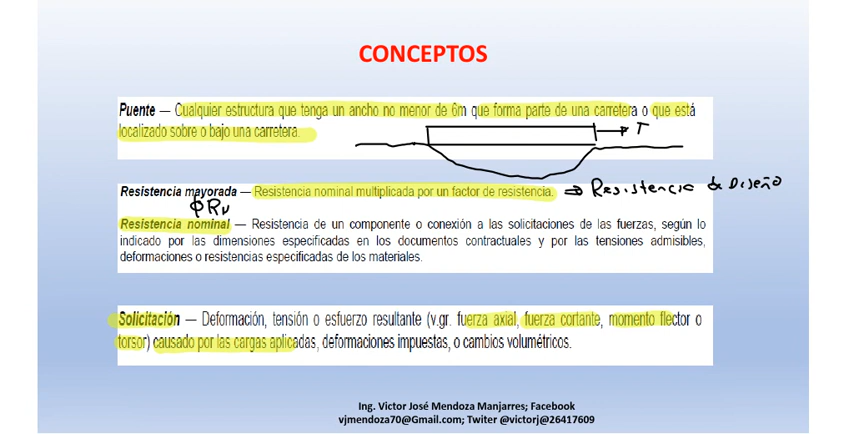 CONCEPTOS
Puente — Cualquier estructura que tenga un ancho no menor de 6m que forma parte de una carretera o que está
localizado sobre o bajo una carretera.
T
Resistencia mayorada — Resistencia nominal multiplicada por un factor de resistencia. ⇒ Resistencia de Diseño
ϕRN
Resistencia nominal — Resistencia de un componente o conexión a las solicitaciones de las fuerzas, según lo
indicado por las dimensiones especificadas en los documentos contractuales y por las tensiones admisibles,
deformaciones o resistencias especificadas de los materiales.
Solicitación — Deformación, tensión o esfuerzo resultante (v.gr. fuerza axial, fuerza cortante, momento flector o
torsor) causado por las cargas aplicadas, deformaciones impuestas, o cambios volumétricos.
Ing. Victor José Mendoza Manjarres; Facebook
vjmendoza70@Gmail.com; Twiter @victorj@26417609